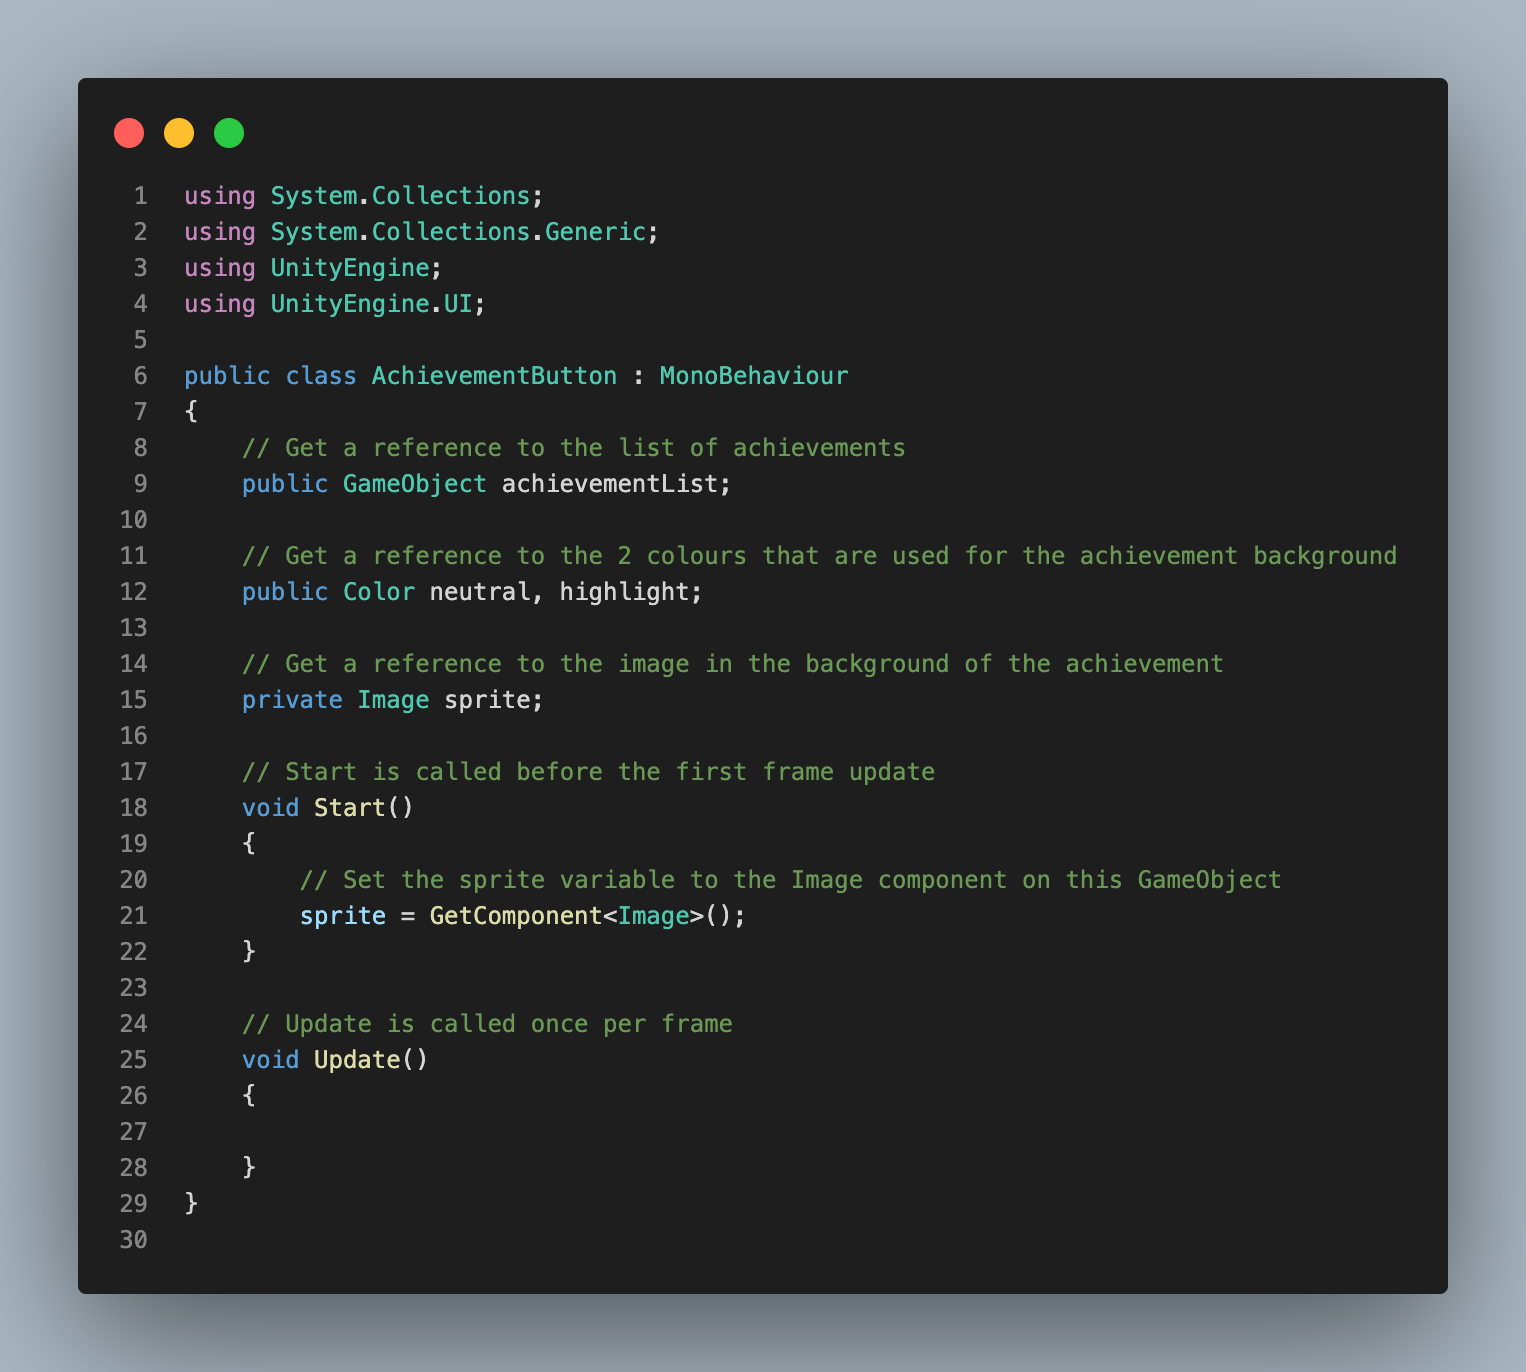 1 using System.Collections;
2 using System.Collections.Generic;
3 using UnityEngine;
4 using UnityEngine.UI;
5
6 public class AchievementButton : MonoBehaviour
7 {
8     // Get a reference to the list of achievements
9     public GameObject achievementList;
10
11     // Get a reference to the 2 colours that are used for the achievement background
12     public Color neutral, highlight;
13
14     // Get a reference to the image in the background of the achievement
15     private Image sprite;
16
17     // Start is called before the first frame update
18     void Start()
19     {
20         // Set the sprite variable to the Image component on this GameObject
21         sprite = GetComponent<Image>();
22     }
23
24     // Update is called once per frame
25     void Update()
26     {
27
28     }
29 }
30